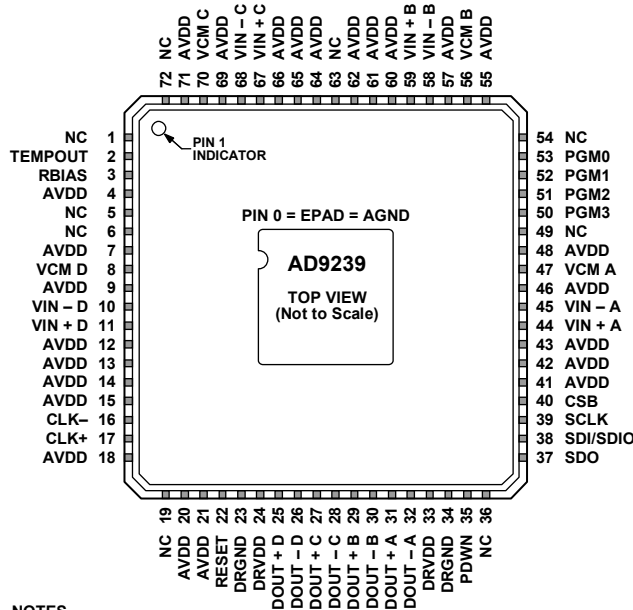 72 NC
71 AVDD
70 VCM C
69 AVDD
68 VIN – C
67 VIN + C
66 AVDD
65 AVDD
64 AVDD
63 NC
62 AVDD
61 AVDD
60 AVDD
59 VIN + B
58 VIN – B
57 AVDD
56 VCM B
55 AVDD
NC 1
TEMPOUT 2
RBIAS 3
AVDD 4
NC 5
NC 6
AVDD 7
VCM D 8
AVDD 9
VIN – D 10
VIN + D 11
AVDD 12
AVDD 13
AVDD 14
AVDD 15
CLK– 16
CLK+ 17
AVDD 18
PIN 1
INDICATOR
PIN 0 = EPAD = AGND
AD9239
TOP VIEW
(Not to Scale)
54 NC
53 PGM0
52 PGM1
51 PGM2
50 PGM3
49 NC
48 AVDD
47 VCM A
46 AVDD
45 VIN – A
44 VIN + A
43 AVDD
42 AVDD
41 AVDD
40 CSB
39 SCLK
38 SDI/SDIO
37 SDO
NC 19
AVDD 20
AVDD 21
RESET 22
DRGND 23
DRVDD 24
DOUT + D 25
DOUT – D 26
DOUT + C 27
DOUT – C 28
DOUT + B 29
DOUT – B 30
DOUT + A 31
DOUT – A 32
DRVDD 33
DRGND 34
PDWN 35
NC 36